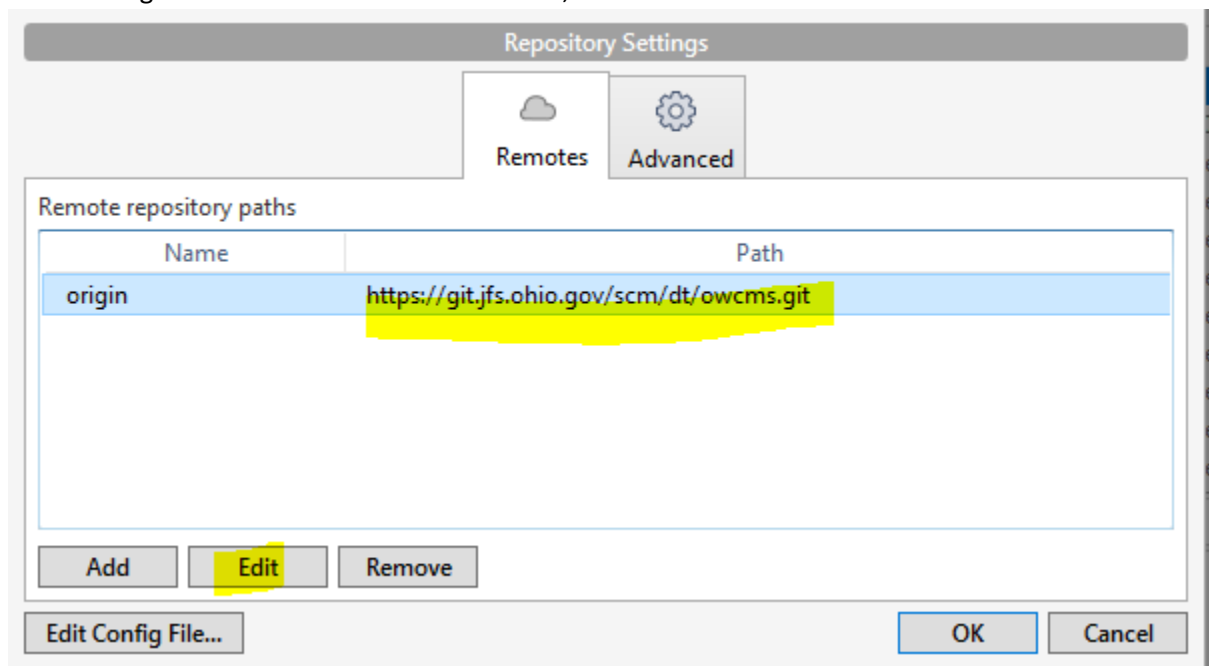 Repository Settings
Remotes Advanced
Remote repository paths
Name Path
origin https://git.jfs.ohio.gov/scm/dt/owcms.git
Add Edit Remove
Edit Config File... OK Cancel